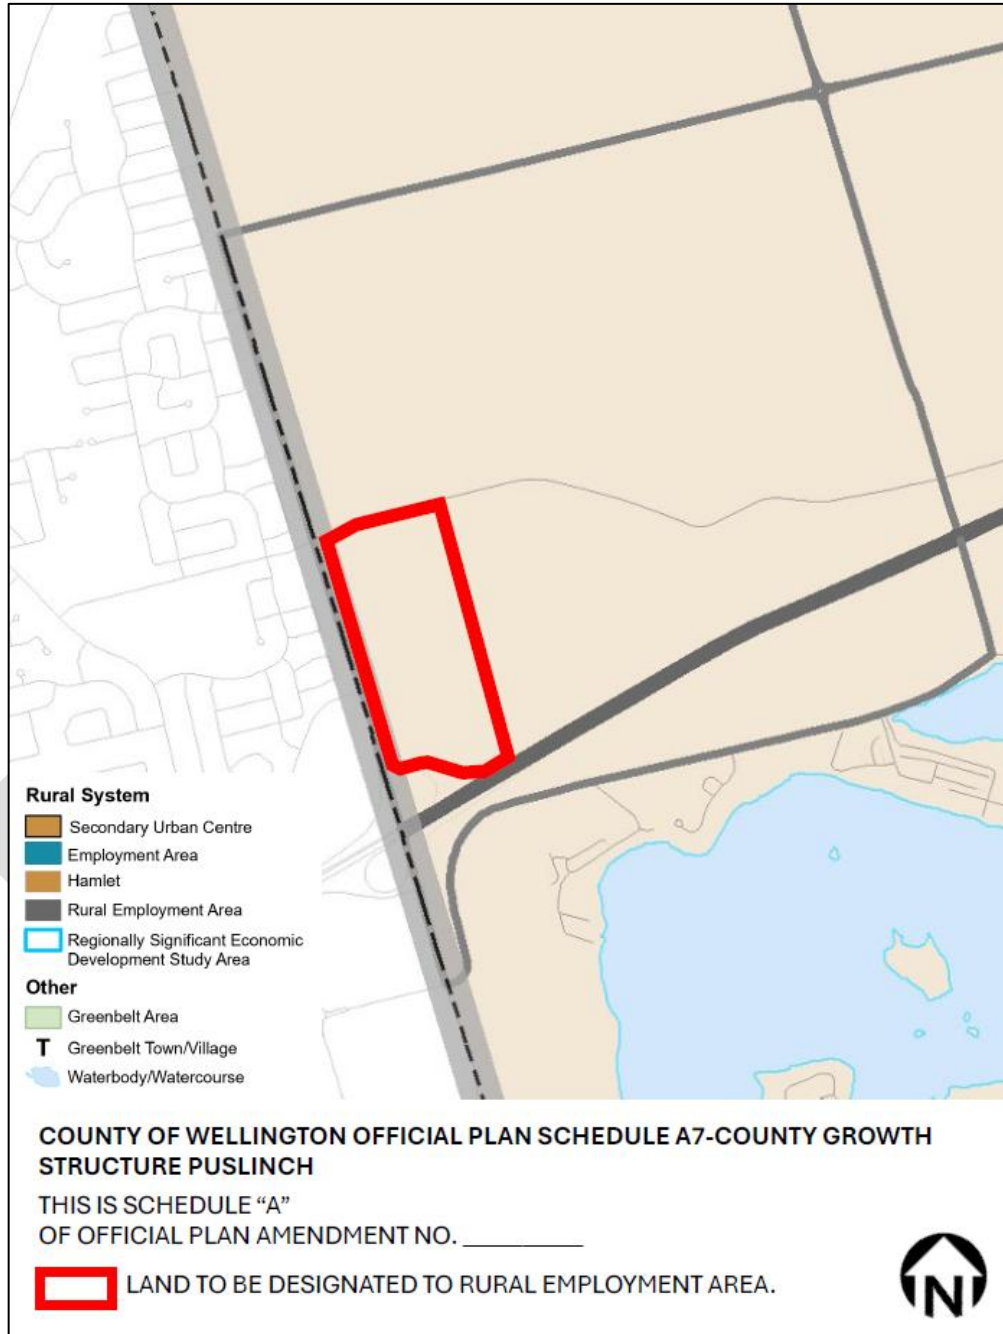 Rural System
Secondary Urban Centre
Employment Area
Hamlet
Rural Employment Area
Regionally Significant Economic
Development Study Area
Other
Greenbelt Area
T Greenbelt Town/Village
Waterbody/Watercourse
COUNTY OF WELLINGTON OFFICIAL PLAN SCHEDULE A7-COUNTY GROWTH
STRUCTURE PUSLINCH
THIS IS SCHEDULE “A”
OF OFFICIAL PLAN AMENDMENT NO. _________
LAND TO BE DESIGNATED TO RURAL EMPLOYMENT AREA.
N